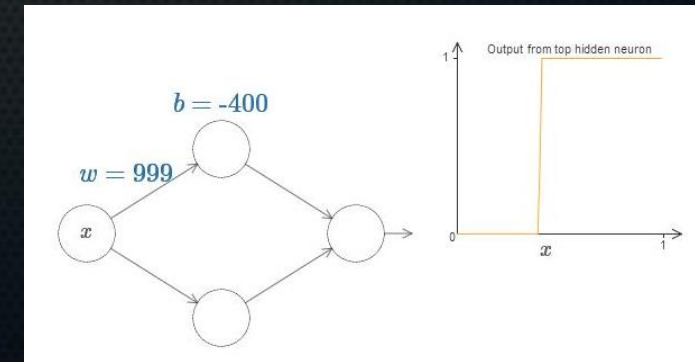 Output from top hidden neuron
1
b = -400
w = 999
x
0
x
1